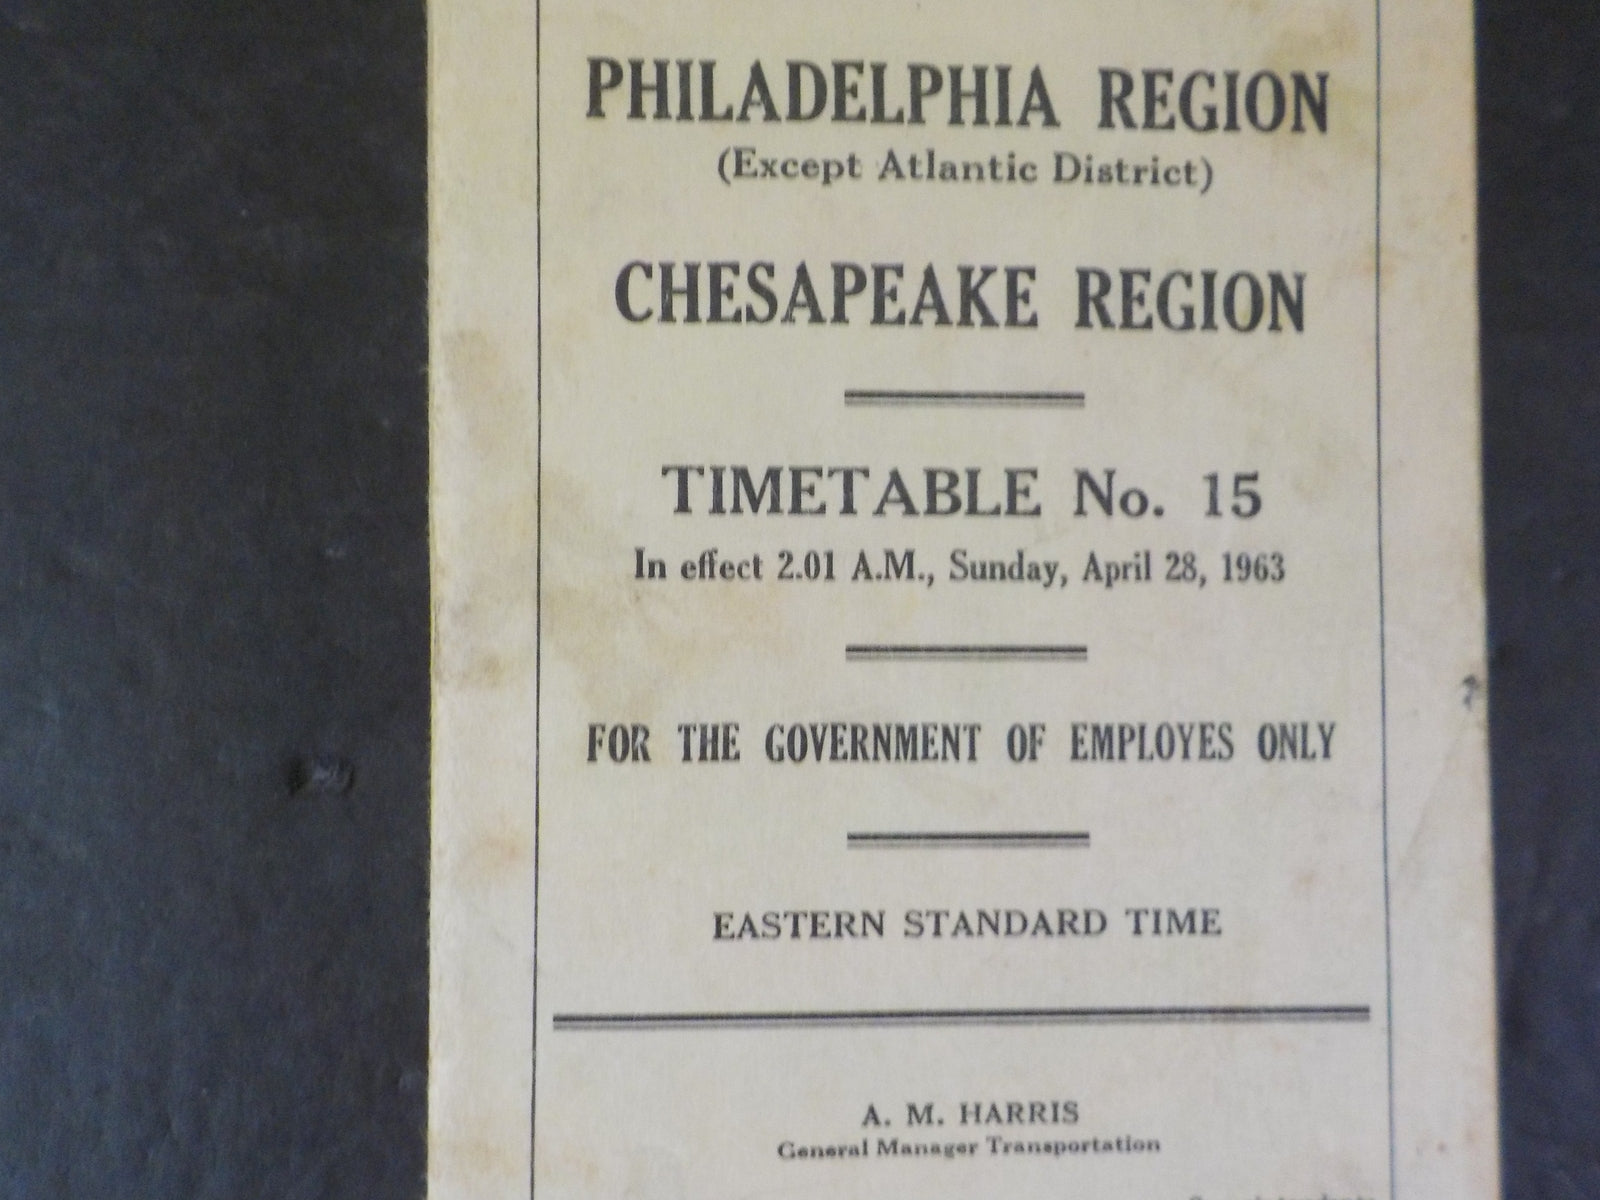 PHILADELPHIA REGION
(Except Atlantic District)
CHESAPEAKE REGION
TIMETABLE No. 15
In effect 2.01 A.M., Sunday, April 28, 1963
FOR THE GOVERNMENT OF EMPLOYES ONLY
EASTERN STANDARD TIME
A. M. HARRIS
General Manager Transportation